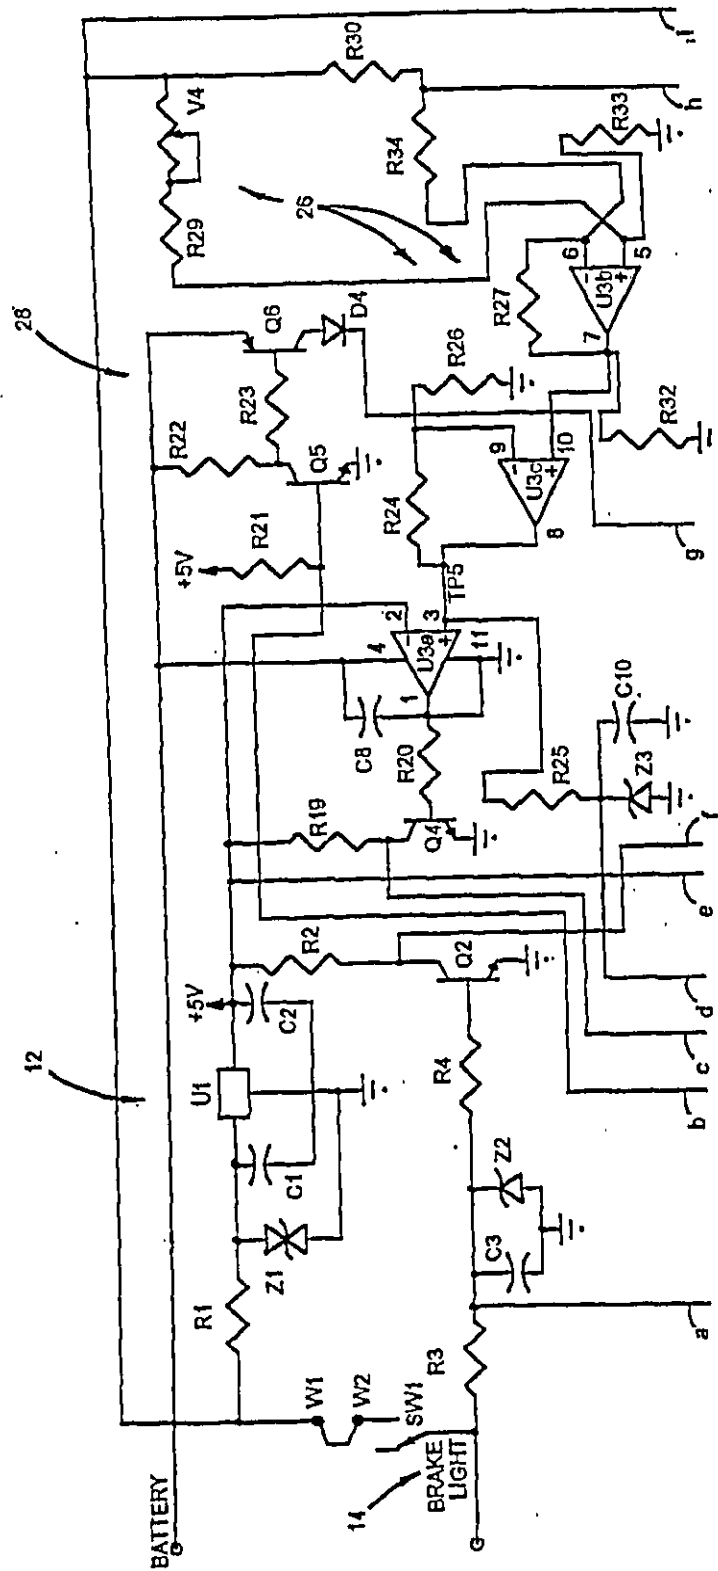 12
28
BATTERY
+5V
+5V
R22
R29
V4
R1
U1
R21
Z1
C1
C2
R2
R19
Q5
R23
Q6
26
W1
W2
D4
R30
C8
4
2
R34
14
SW1
BRAKE
LIGHT
R20
1
U3a
3
11
R24
R26
Q4
TP5
R3
R4
Q2
9
10
U3c
8
R27
C3
Z2
R25
7
U3b
6
5
R33
Z3
C10
R32
a
b
c
d
e
f
g
h
i